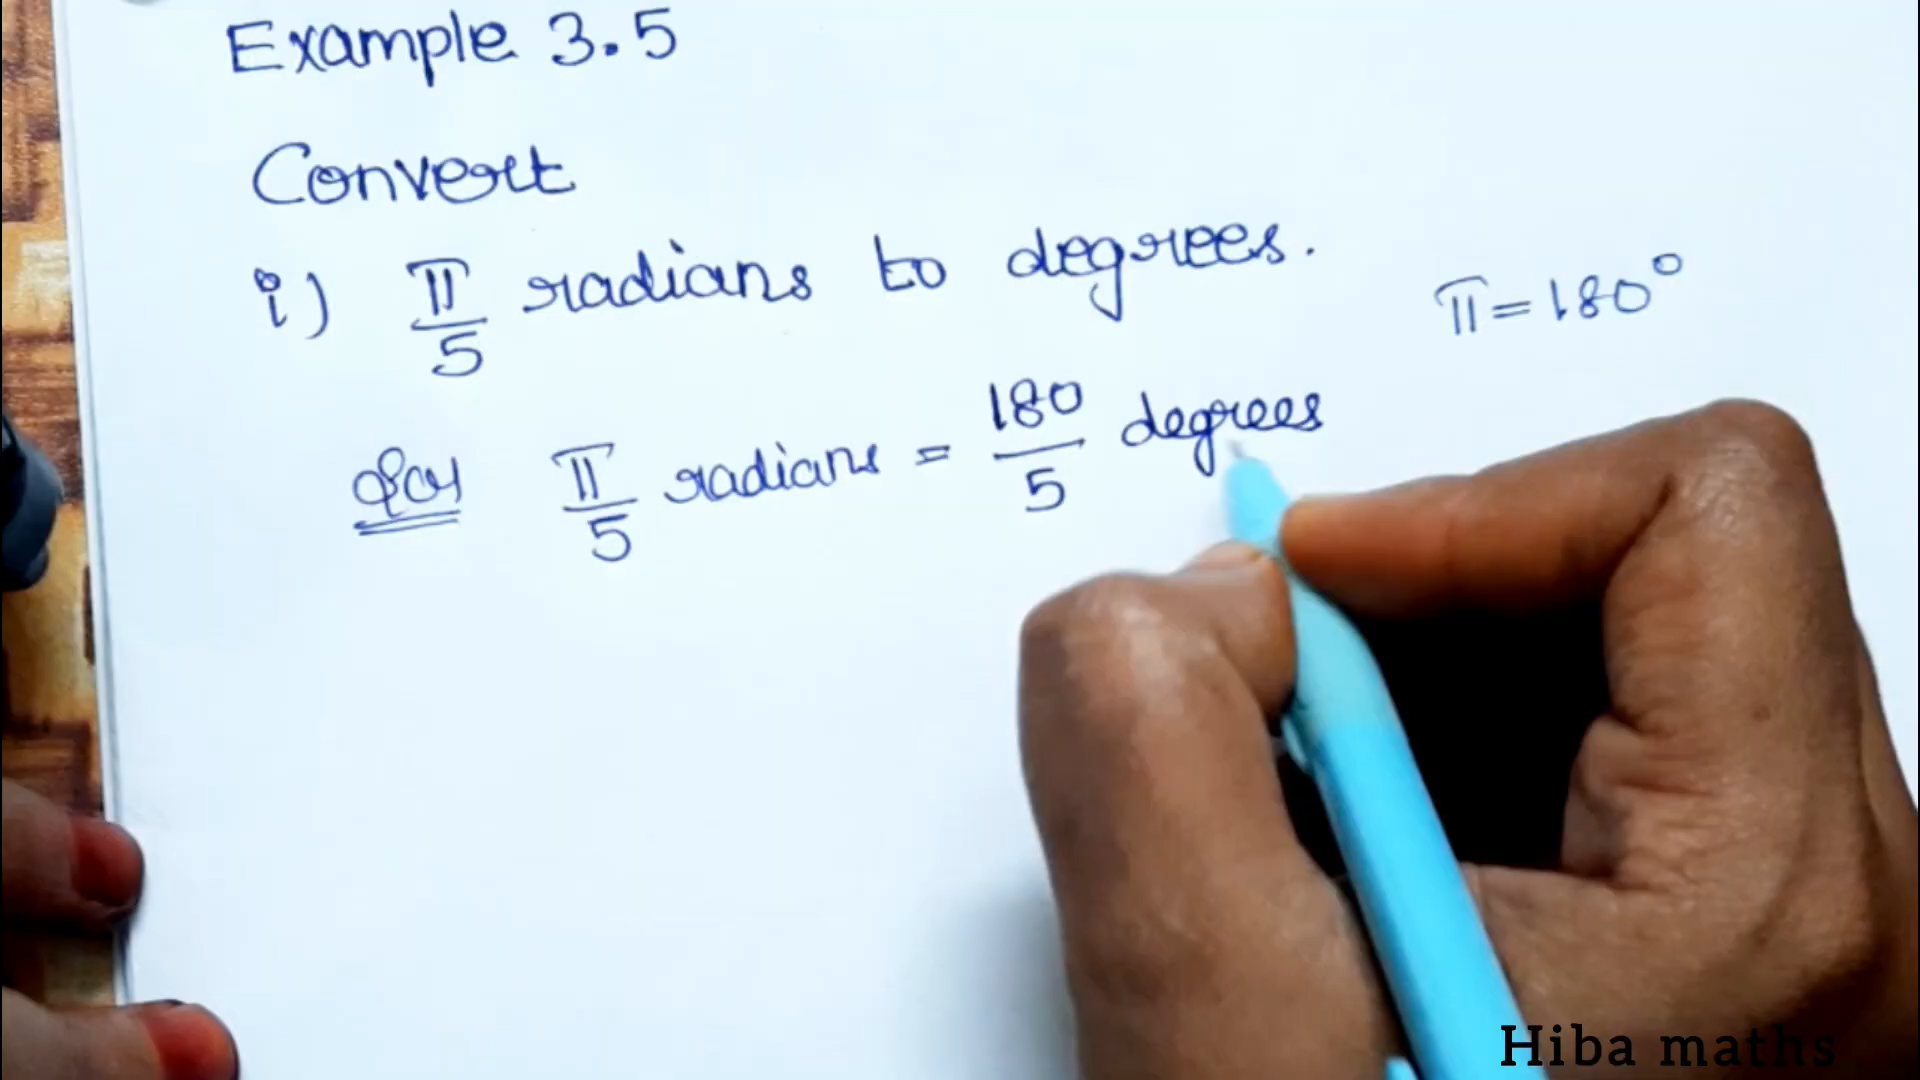 Example 3.5
Convert
i) π/5 radians to degrees.
π = 180°
Sol π/5 radians = 180/5 degrees
Hiba maths